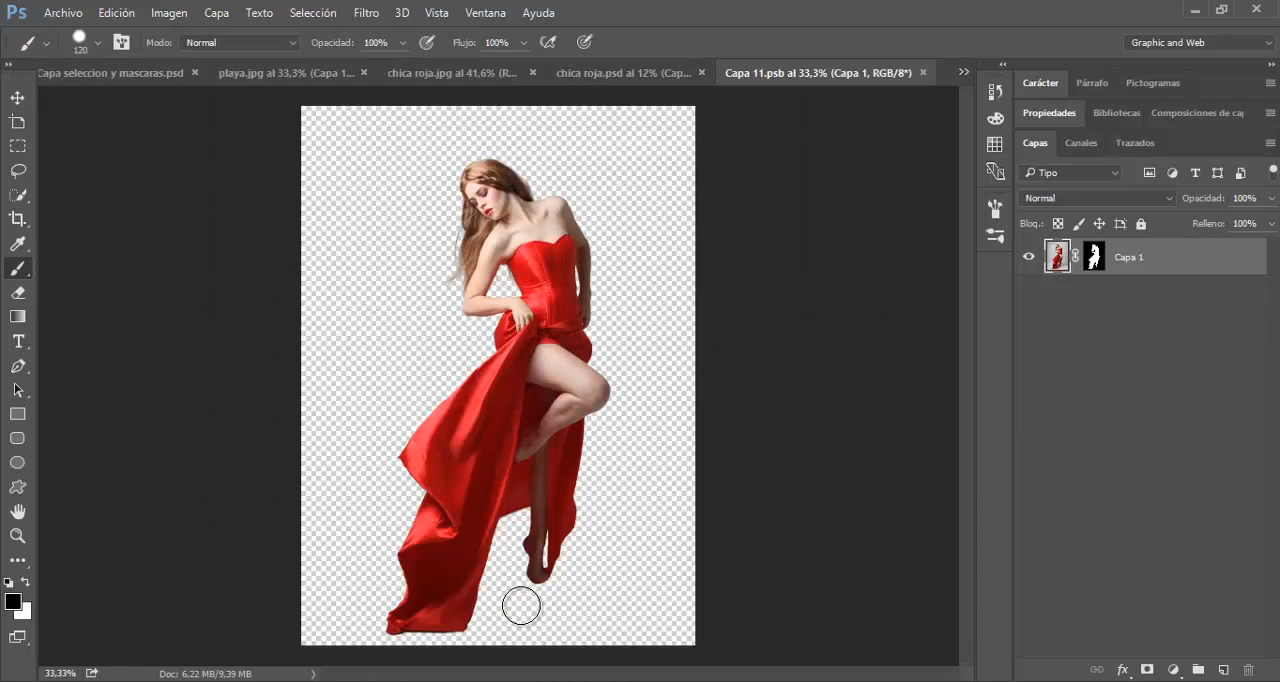 Ps Archivo Edición Imagen Capa Texto Selección Filtro 3D Vista Ventana Ayuda
120 Modo: Normal Opacidad: 100% Flujo: 100% Graphic and Web
Capa seleccion y mascaras.psd × playa.jpg al 33,3% (Capa 1... × chica roja.jpg al 41,6% (R... × chica roja.psd al 12% (Cap... × Capa 11.psb al 33,3% (Capa 1, RGB/8*) ×
Carácter Párrafo Pictogramas
Propiedades Bibliotecas Composiciones de cap
Capas Canales Trazados
Tipo
Normal Opacidad: 100%
Bloq.: Relleno: 100%
Capa 1
33,33% Doc: 6,22 MB/9,39 MB